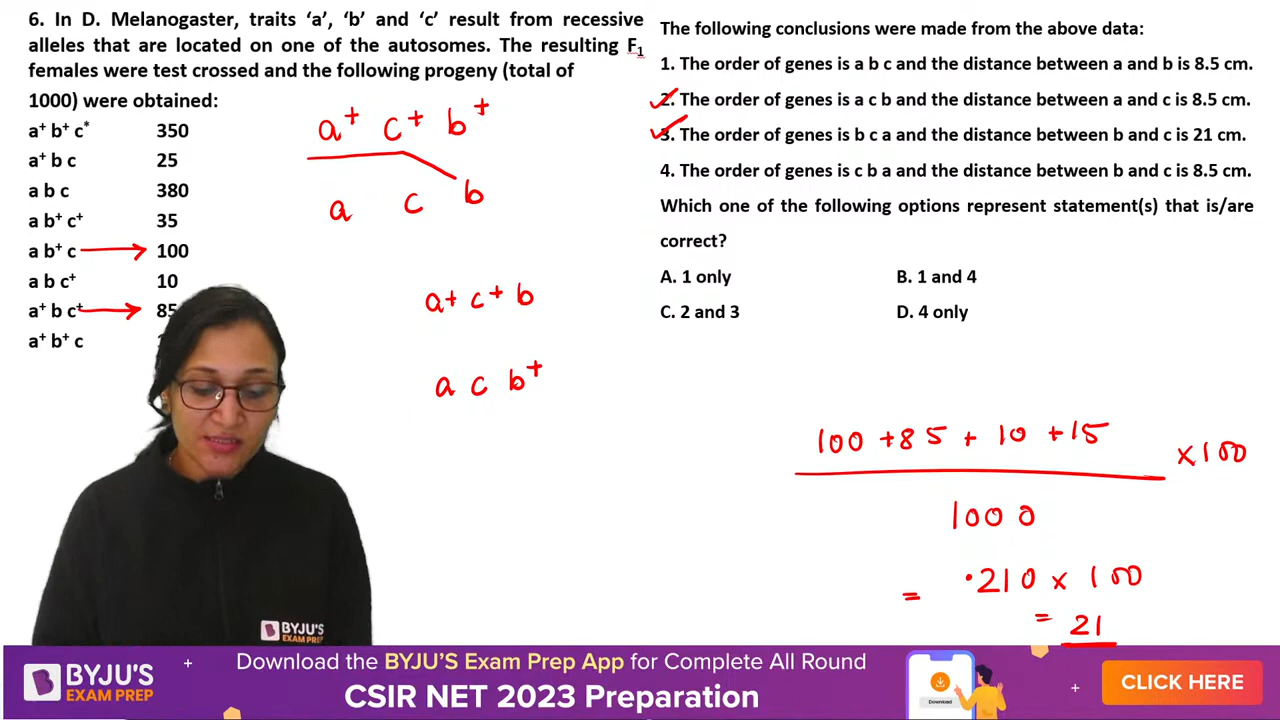 6. In D. Melanogaster, traits ‘a’, ‘b’ and ‘c’ result from recessive
alleles that are located on one of the autosomes. The resulting F₁
females were test crossed and the following progeny (total of
1000) were obtained:
a⁺ b⁺ c* 350
a⁺ b c 25
a b c 380
a b⁺ c⁺ 35
a b⁺ c 100
a b c⁺ 10
a⁺ b c⁺ 85
a⁺ b⁺ c
a⁺ c⁺ b⁺
a c b
a+ c+ b
a c b+
The following conclusions were made from the above data:
1. The order of genes is a b c and the distance between a and b is 8.5 cm.
2. The order of genes is a c b and the distance between a and c is 8.5 cm.
3. The order of genes is b c a and the distance between b and c is 21 cm.
4. The order of genes is c b a and the distance between b and c is 8.5 cm.
Which one of the following options represent statement(s) that is/are
correct?
A. 1 only B. 1 and 4
C. 2 and 3 D. 4 only
100 + 85 + 10 + 15 × 100
1000
= .210 × 100
= 21
BYJU'S
EXAM PREP
BYJU'S
EXAM PREP
Download the BYJU'S Exam Prep App for Complete All Round
CSIR NET 2023 Preparation
Download
CLICK HERE